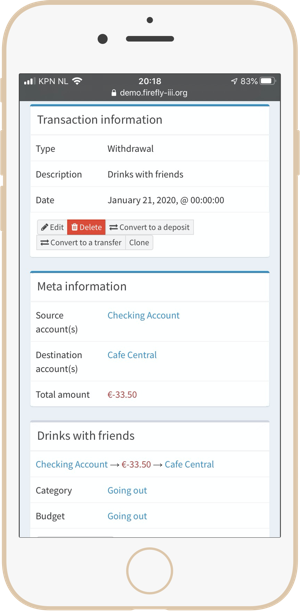 KPN NL 20:18 83%
demo.firefly-iii.org
Transaction information
Type Withdrawal
Description Drinks with friends
Date January 21, 2020, @ 00:00:00
Edit Delete Convert to a deposit
Convert to a transfer Clone
Meta information
Source account(s) Checking Account
Destination account(s) Cafe Central
Total amount €-33.50
Drinks with friends
Checking Account → €-33.50 → Cafe Central
Category Going out
Budget Going out